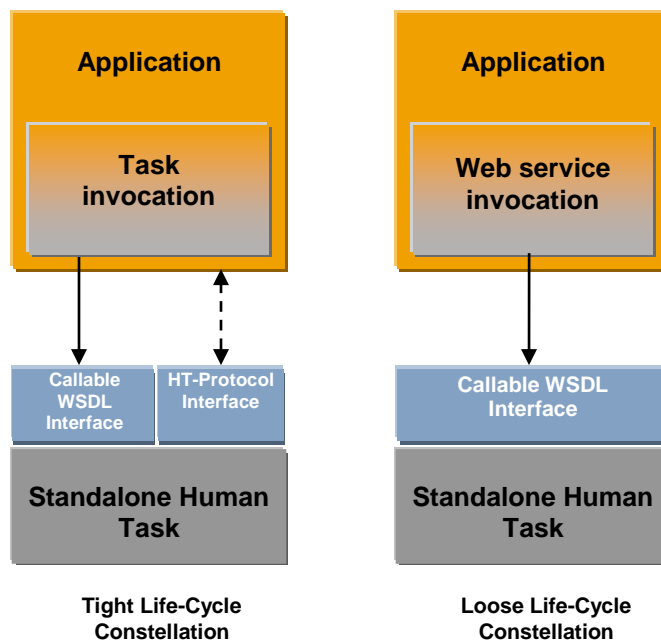 Application
Task
invocation
Callable
WSDL
Interface
HT-Protocol
Interface
Standalone Human
Task
Tight Life-Cycle
Constellation
Application
Web service
invocation
Callable WSDL
Interface
Standalone Human
Task
Loose Life-Cycle
Constellation